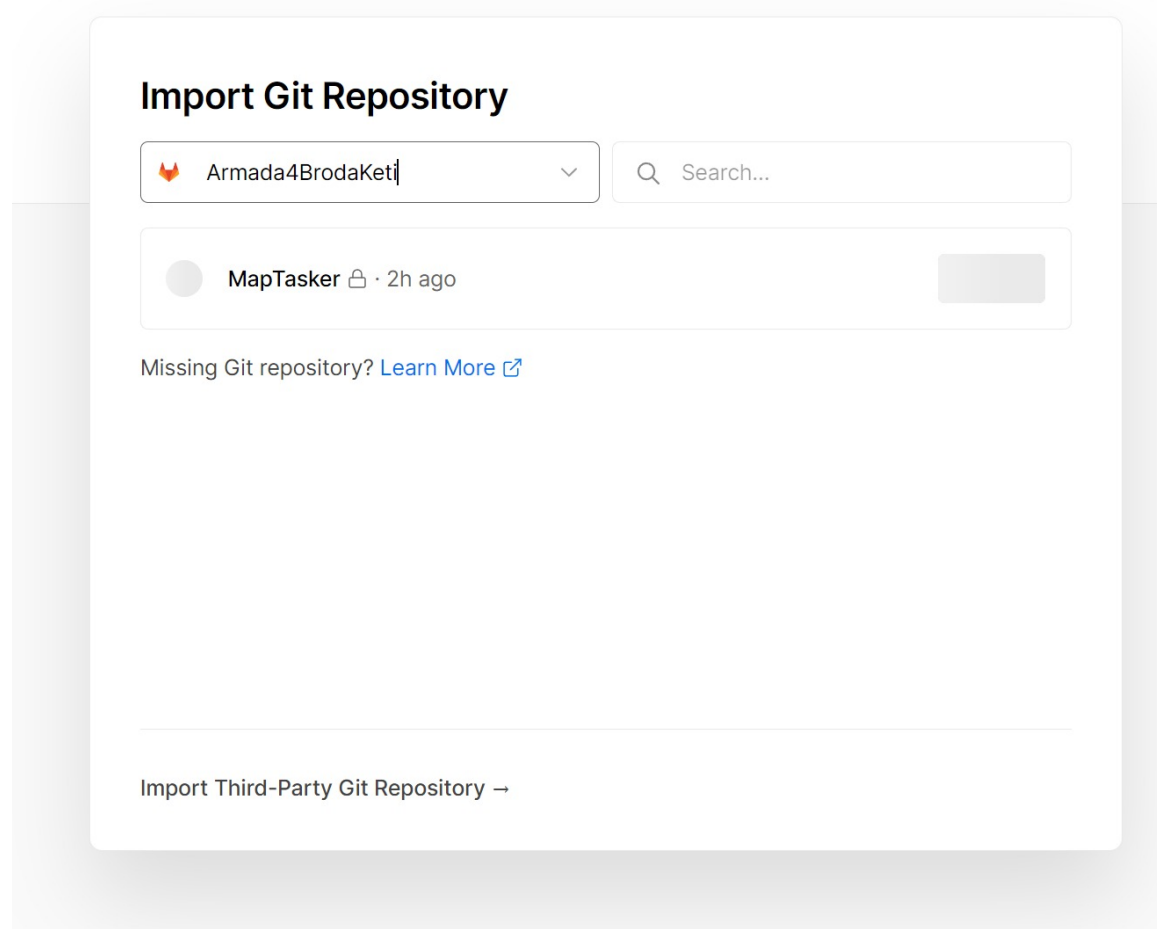 Import Git Repository
Armada4BrodaKeti
Search...
MapTasker · 2h ago
Missing Git repository? Learn More
Import Third-Party Git Repository →